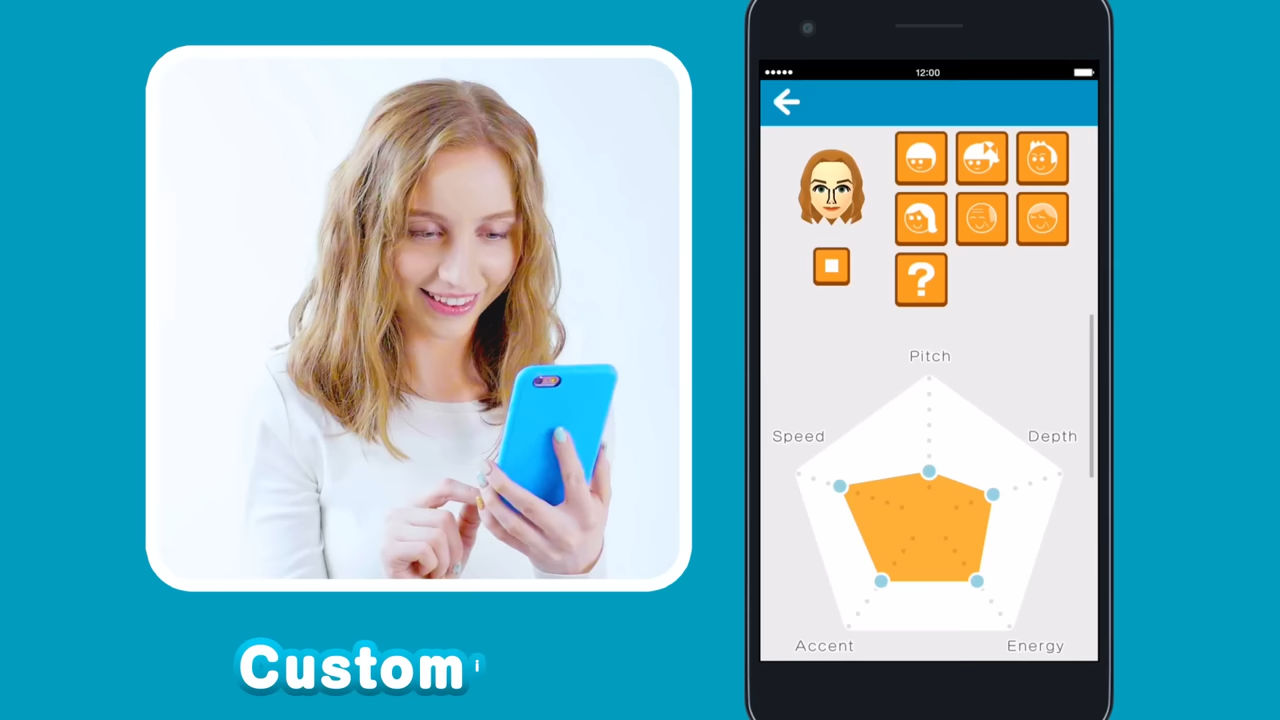 12:00
?
Pitch
Speed
Depth
Accent
Energy
Custom i